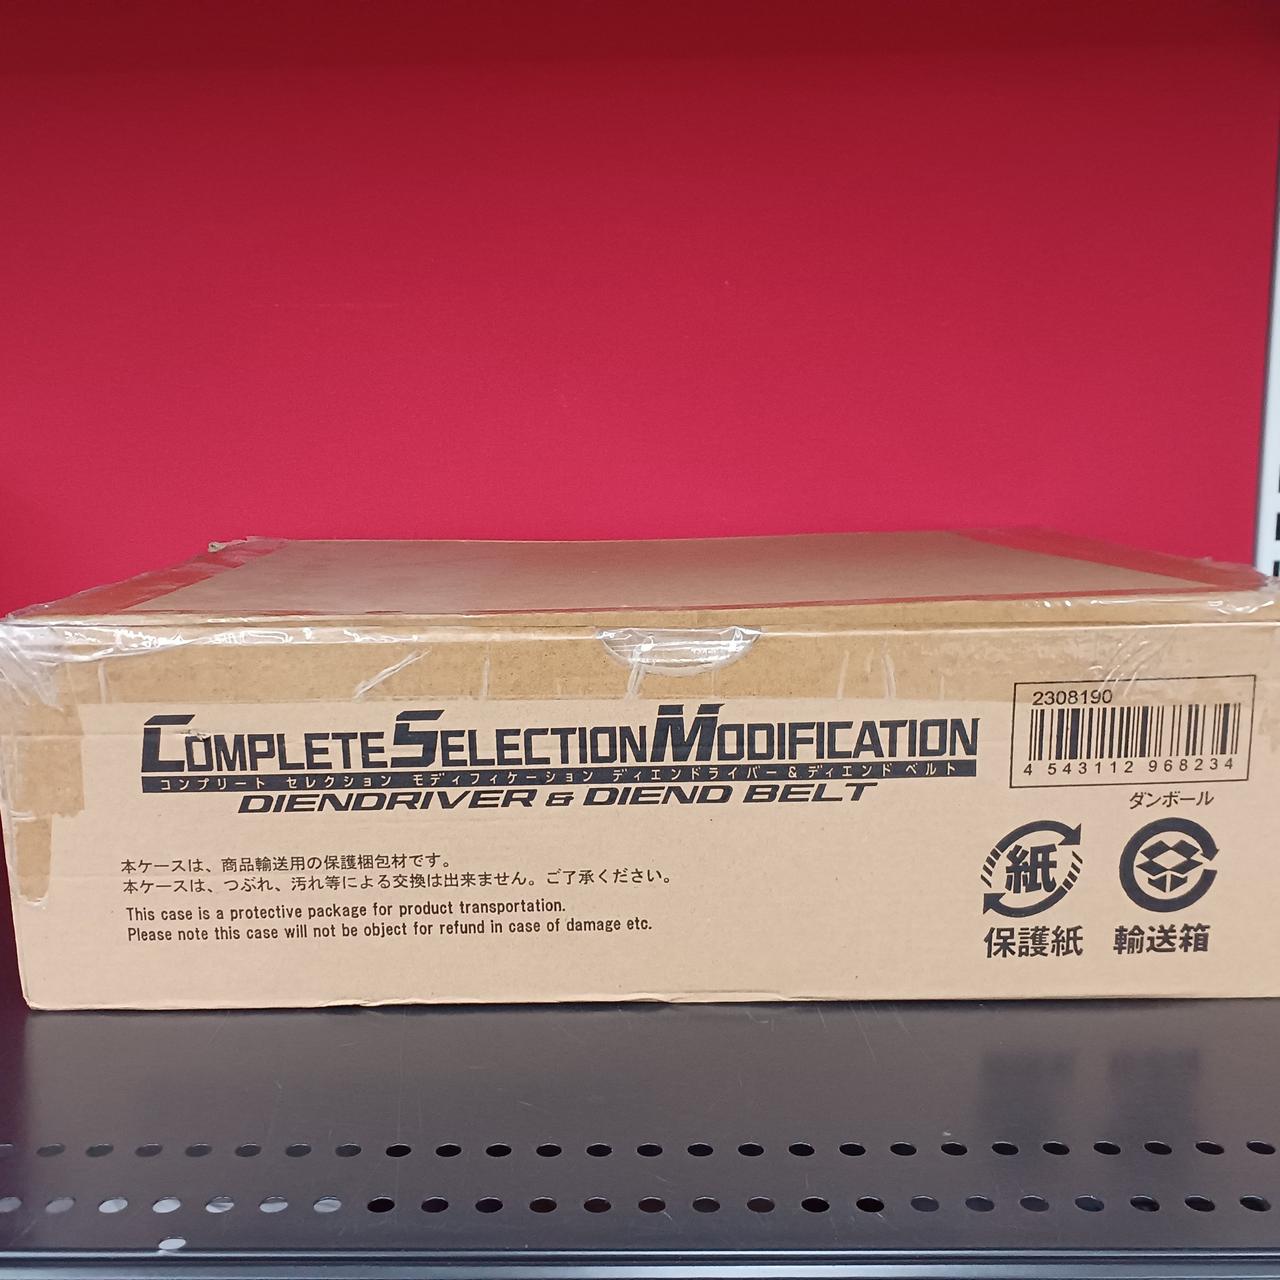 COMPLETE SELECTION MODIFICATION
コンプリート セレクション モディフィケーション ディエンドライバー & ディエンド ベルト
DIENDRIVER & DIEND BELT
2308190
4 543112 968234
ダンボール
本ケースは、商品輸送用の保護梱包材です。
本ケースは、つぶれ、汚れ等による交換は出来ません。ご了承ください。
This case is a protective package for product transportation.
Please note this case will not be object for refund in case of damage etc.
紙
保護紙
輸送箱